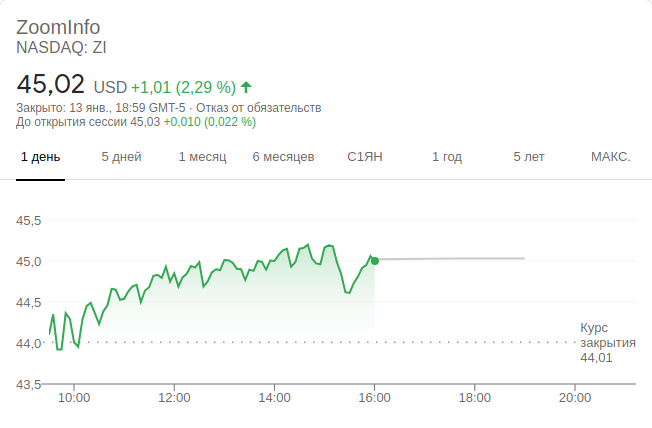 ZoomInfo
NASDAQ: ZI
45,02 USD +1,01 (2,29 %)
Закрыто: 13 янв., 18:59 GMT-5 · Отказ от обязательств
До открытия сессии 45,03 +0,010 (0,022 %)
1 день 5 дней 1 месяц 6 месяцев С1ЯН 1 год 5 лет МАКС.
45,5
45,0
44,5
44,0
43,5
Курс
закрытия
44,01
10:00 12:00 14:00 16:00 18:00 20:00